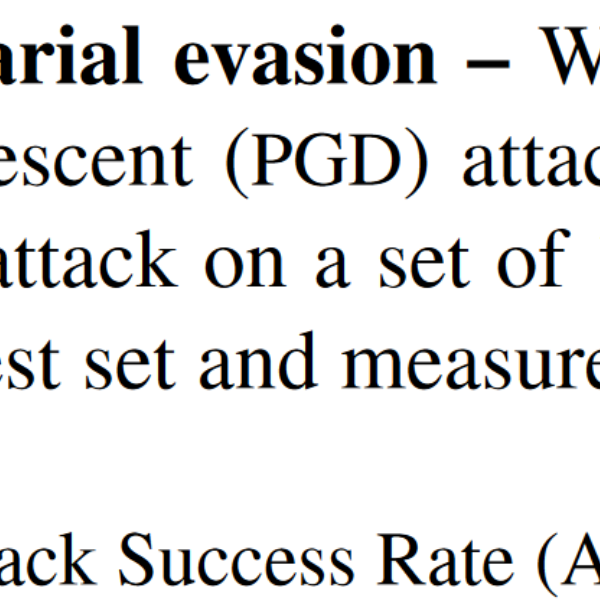 arial evasion – W
escent (PGD) attac
attack on a set of
est set and measure
ack Success Rate (A